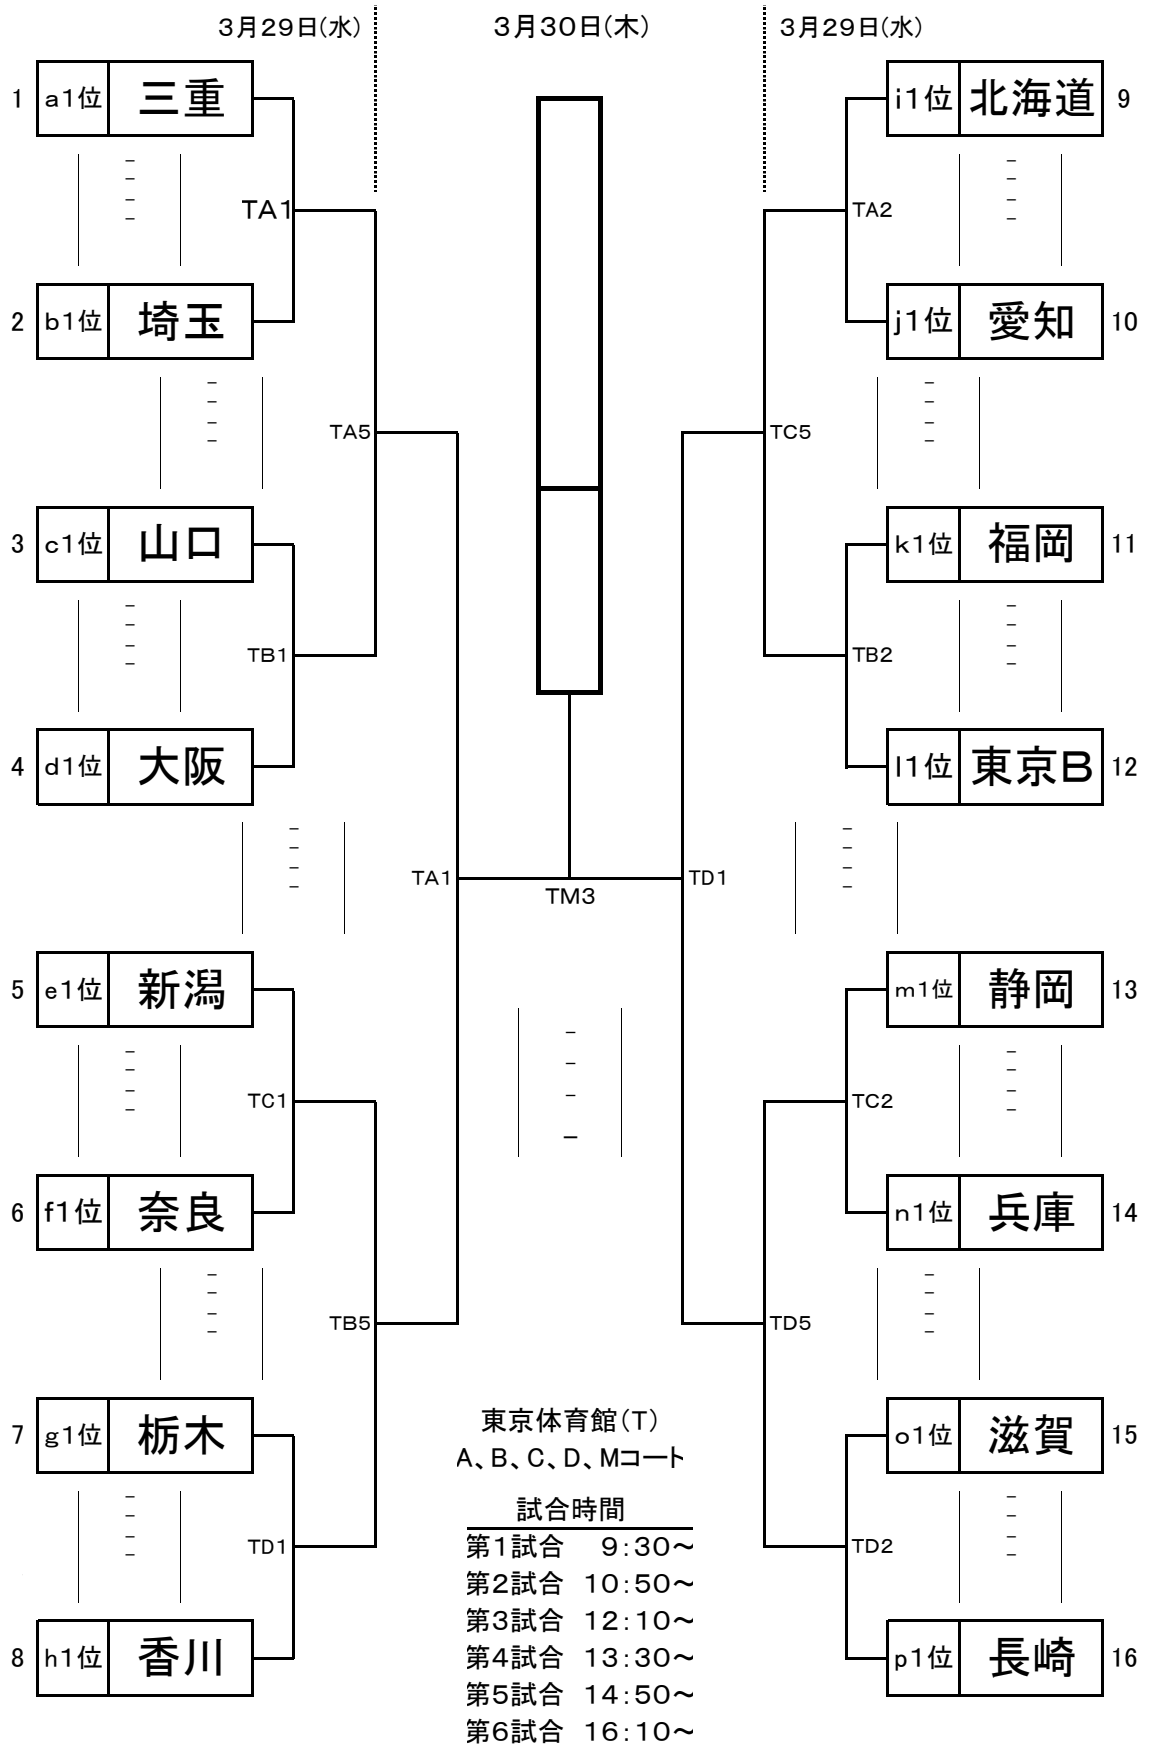 3月29日(水)
3月30日(木)
3月29日(水)
1 a1位 三重
i1位 北海道 9
TA1
TA2
2 b1位 埼玉
j1位 愛知 10
TA5
TC5
3 c1位 山口
k1位 福岡 11
TB1
TB2
4 d1位 大阪
l1位 東京B 12
TA1
TM3
TD1
5 e1位 新潟
m1位 静岡 13
TC1
TC2
6 f1位 奈良
n1位 兵庫 14
TB5
TD5
7 g1位 栃木
o1位 滋賀 15
TD1
TD2
8 h1位 香川
p1位 長崎 16
東京体育館(T)
A、B、C、D、Mコート
試合時間
第1試合 9:30~
第2試合 10:50~
第3試合 12:10~
第4試合 13:30~
第5試合 14:50~
第6試合 16:10~